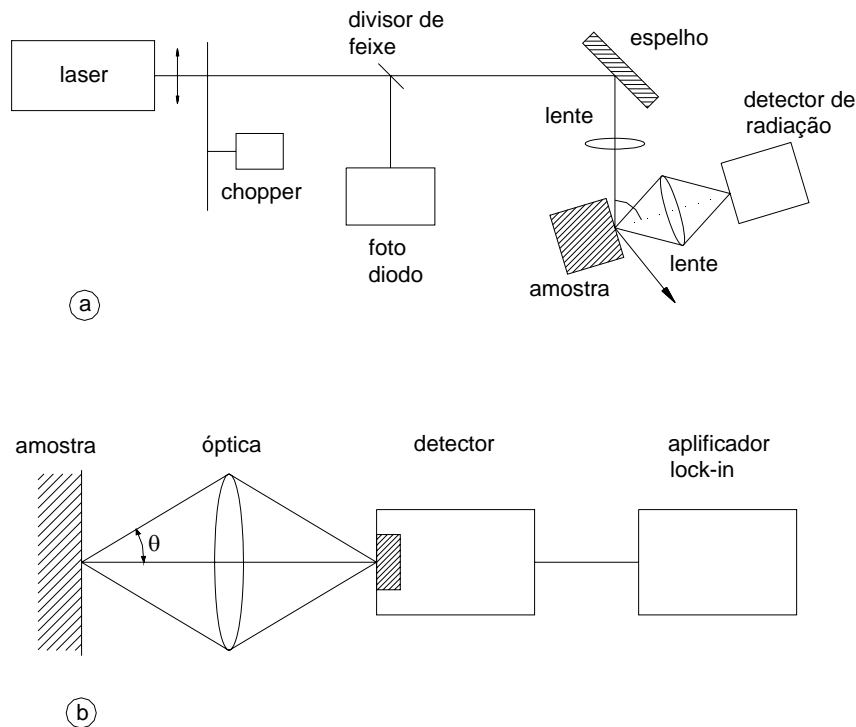 divisor de
feixe
espelho
laser
detector de
radiação
lente
chopper
foto
diodo
lente
amostra
a
amostra
óptica
detector
aplificador
lock-in
θ
b